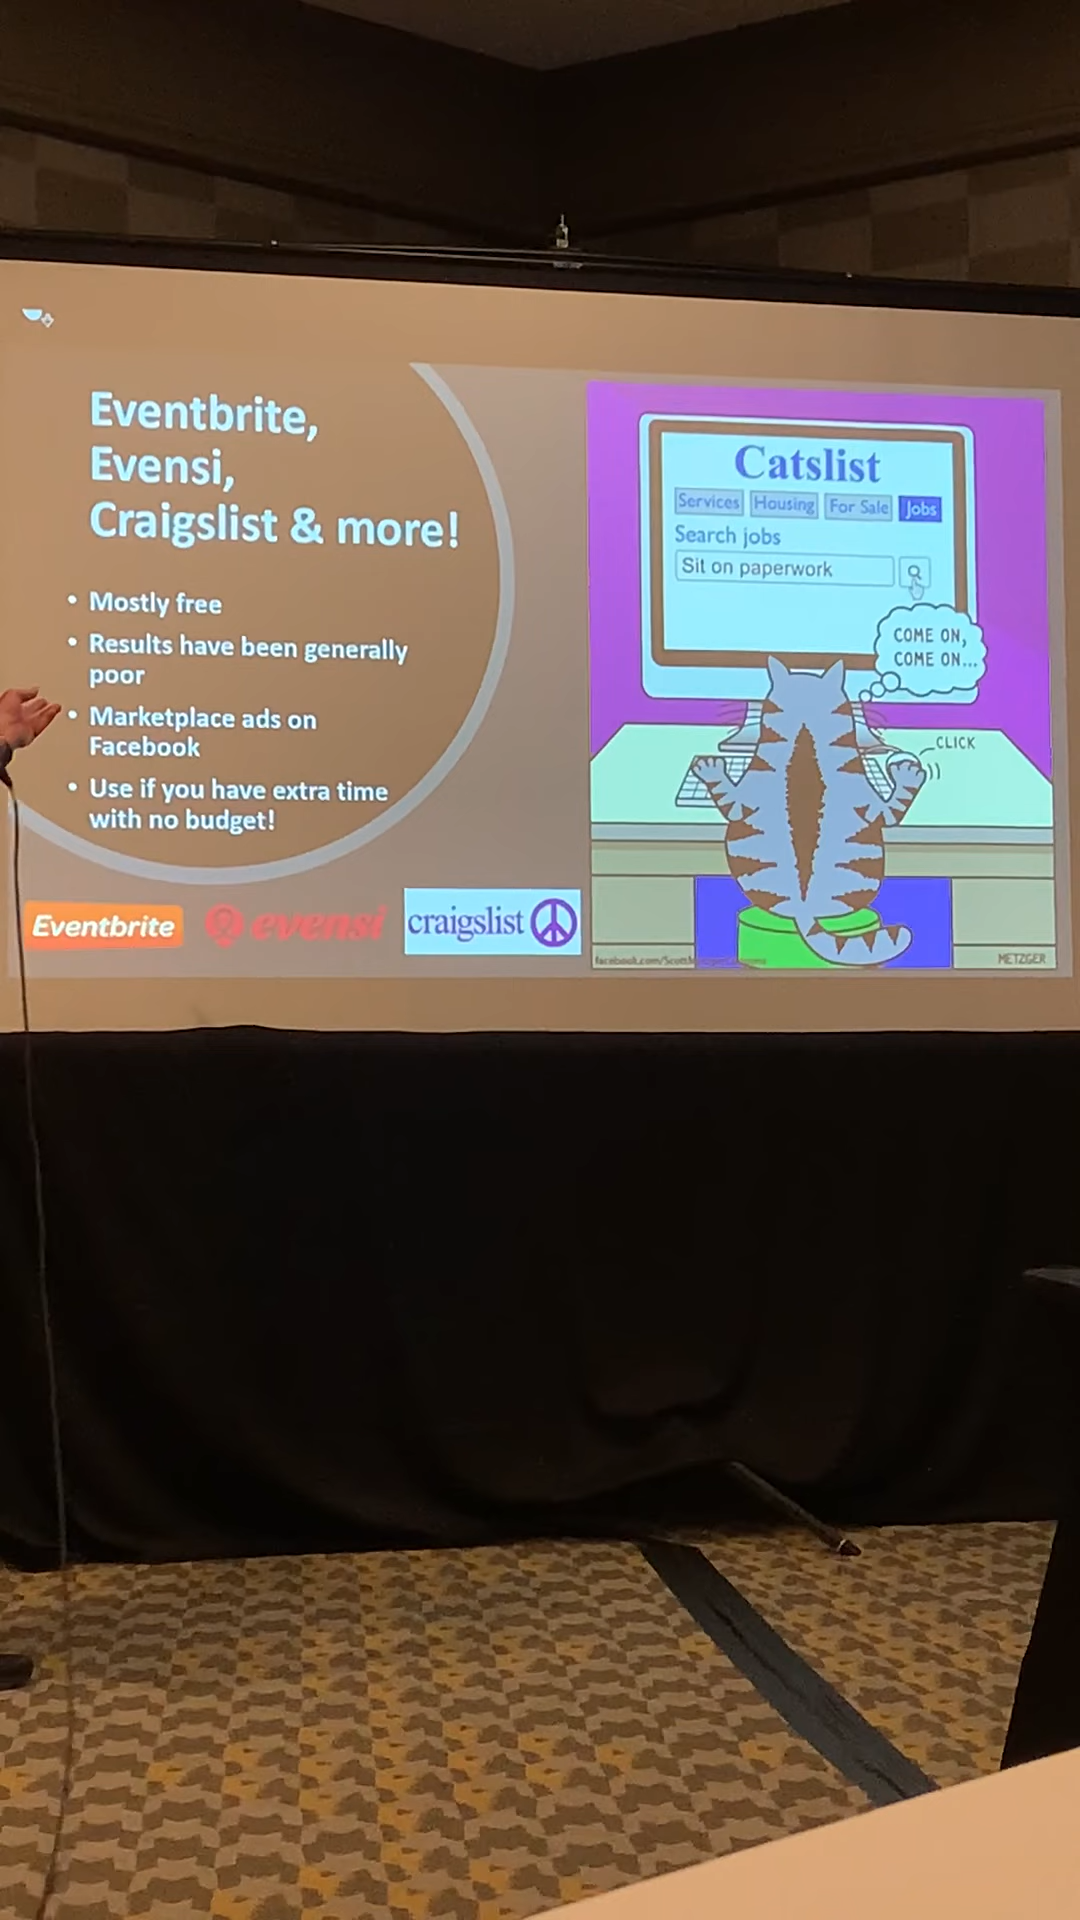 Eventbrite,
Evensi,
Craigslist & more!
• Mostly free
• Results have been generally
poor
• Marketplace ads on
Facebook
• Use if you have extra time
with no budget!
Eventbrite
evensi
craigslist
Catslist
Services Housing For Sale Jobs
Search jobs
Sit on paperwork
COME ON,
COME ON...
CLICK
METZGER